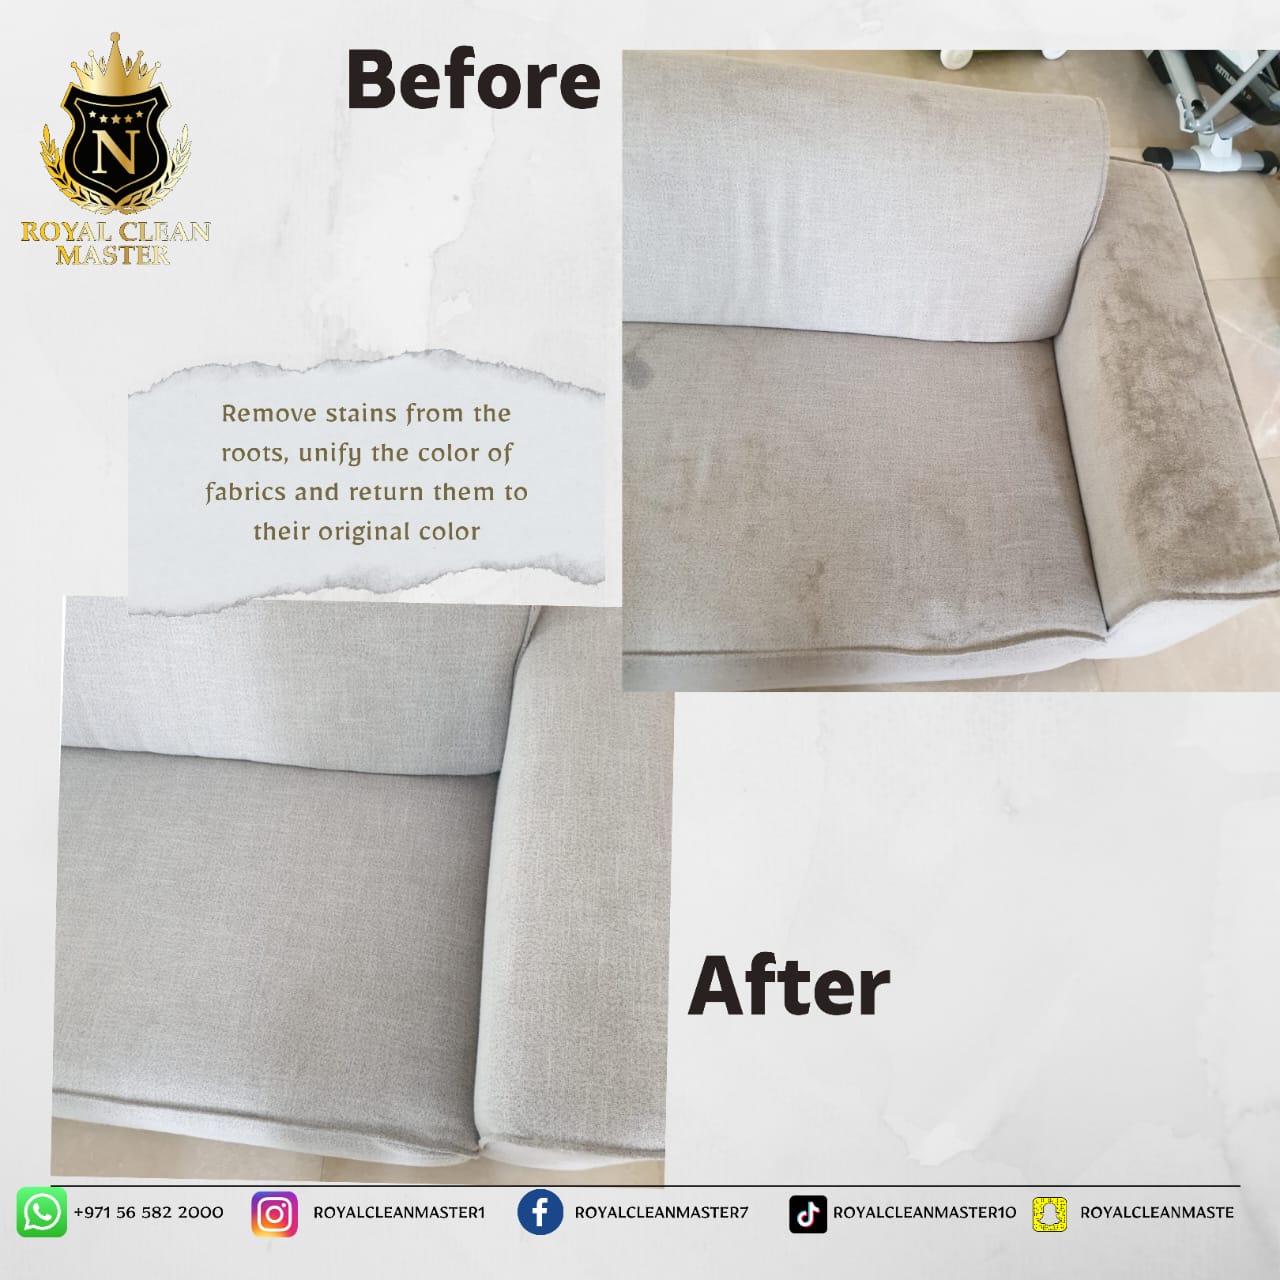 Before
N
ROYAL CLEAN
MASTER
Remove stains from the
roots, unify the color of
fabrics and return them to
their original color
After
+971 56 582 2000
ROYALCLEANMASTER1
ROYALCLEANMASTER7
ROYALCLEANMASTER10
ROYALCLEANMASTE